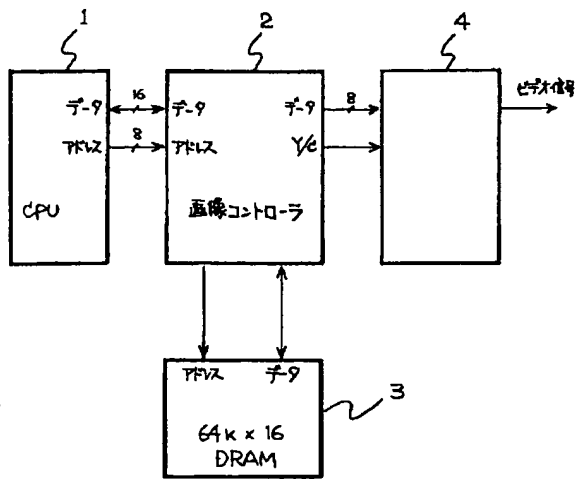 1
2
4
データ
16
データ
データ
8
ビデオ信号
アドレス
8
アドレス
Y/C
CPU
画像コントローラ
アドレス
データ
3
64K × 16
DRAM